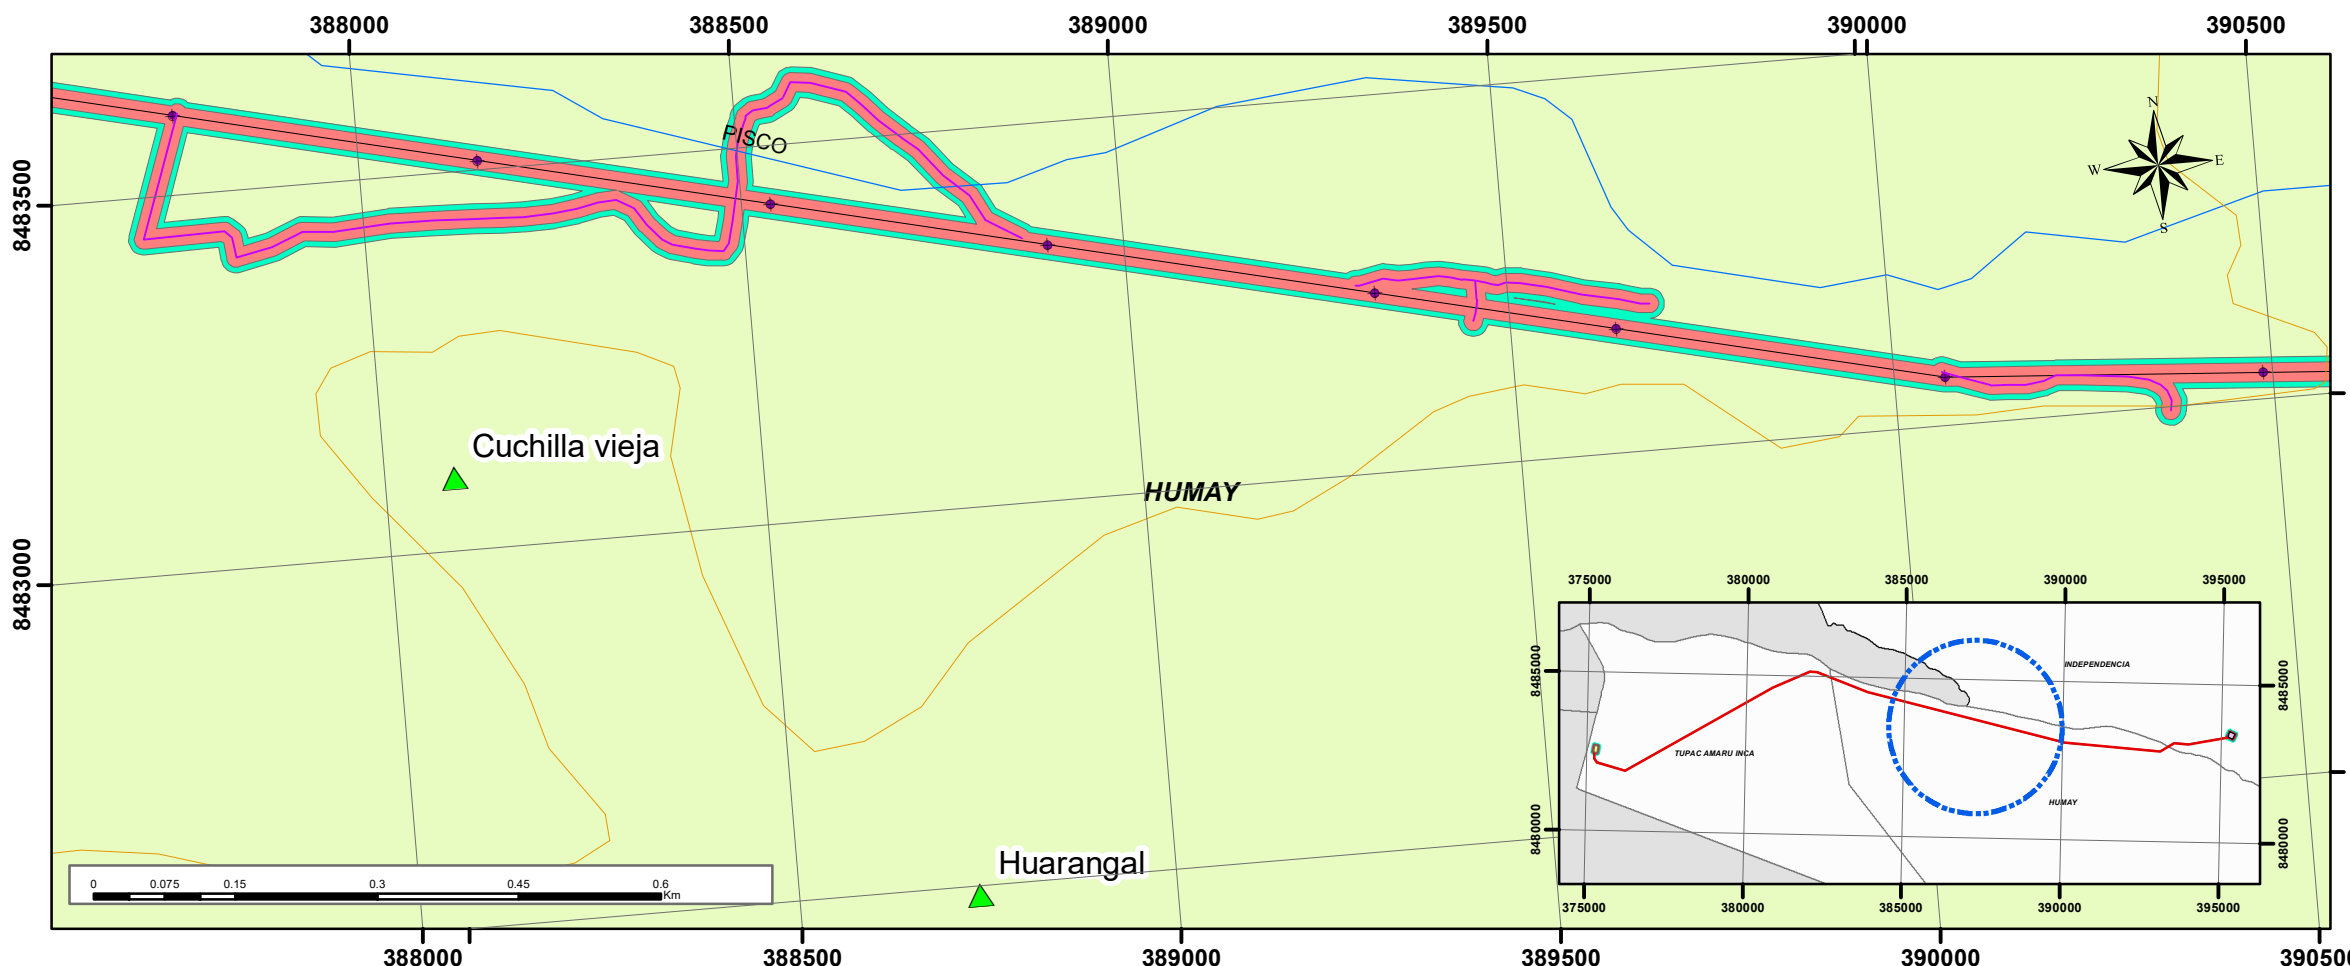 388000 388500 389000 389500 390000 390500
N
W E
S
PISCO
8483500
Cuchilla vieja
HUMAY
8483000
375000 380000 385000 390000 395000
INDEPENDENCIA
8485000 8485000
TUPAC AMARU INCA
HUMAY
8480000 8480000
375000 380000 385000 390000 395000
Huarangal
0 0.075 0.15 0.3 0.45 0.6
Km
388000 388500 389000 389500 390000 390500